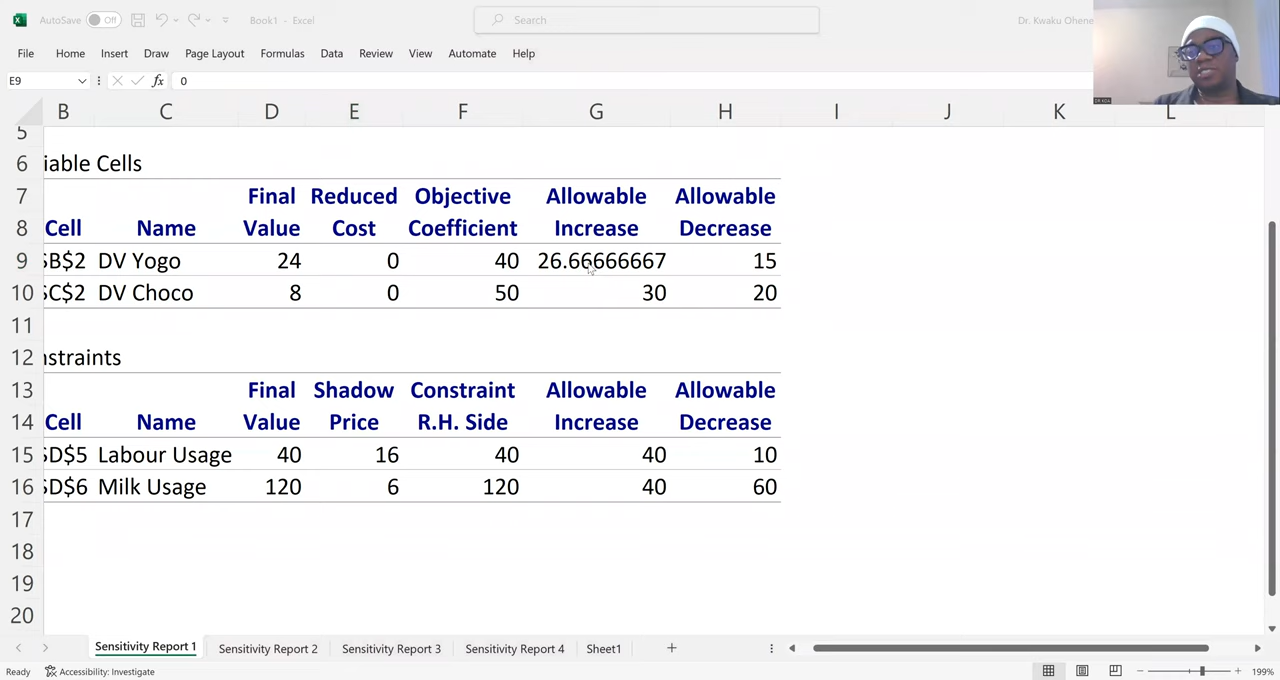 AutoSave Off Book1 - Excel Search Dr. Kwaku Ohene
File Home Insert Draw Page Layout Formulas Data Review View Automate Help
E9 fx 0
B C D E F G H I J K L
5
6 iable Cells
7 Final Reduced Objective Allowable Allowable
8 Cell Name Value Cost Coefficient Increase Decrease
9 $B$2 DV Yogo 24 0 40 26.66666667 15
10 $C$2 DV Choco 8 0 50 30 20
11
12 nstraints
13 Final Shadow Constraint Allowable Allowable
14 Cell Name Value Price R.H. Side Increase Decrease
15 $D$5 Labour Usage 40 16 40 40 10
16 $D$6 Milk Usage 120 6 120 40 60
17
18
19
20
Sensitivity Report 1 Sensitivity Report 2 Sensitivity Report 3 Sensitivity Report 4 Sheet1
Ready Accessibility: Investigate 199%